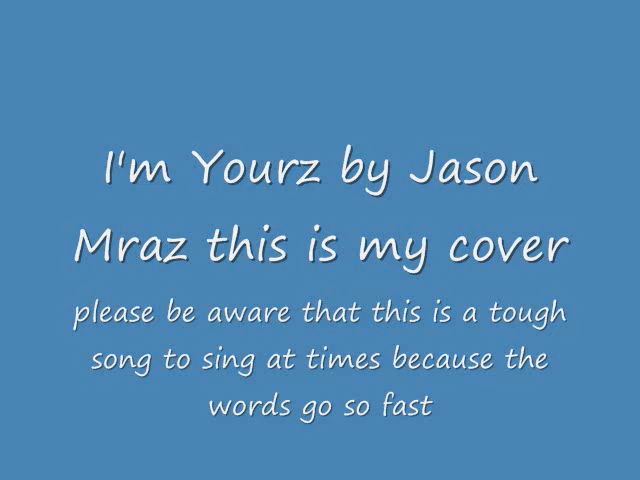 I'm Yourz by Jason
Mraz this is my cover
please be aware that this is a tough
song to sing at times because the
words go so fast